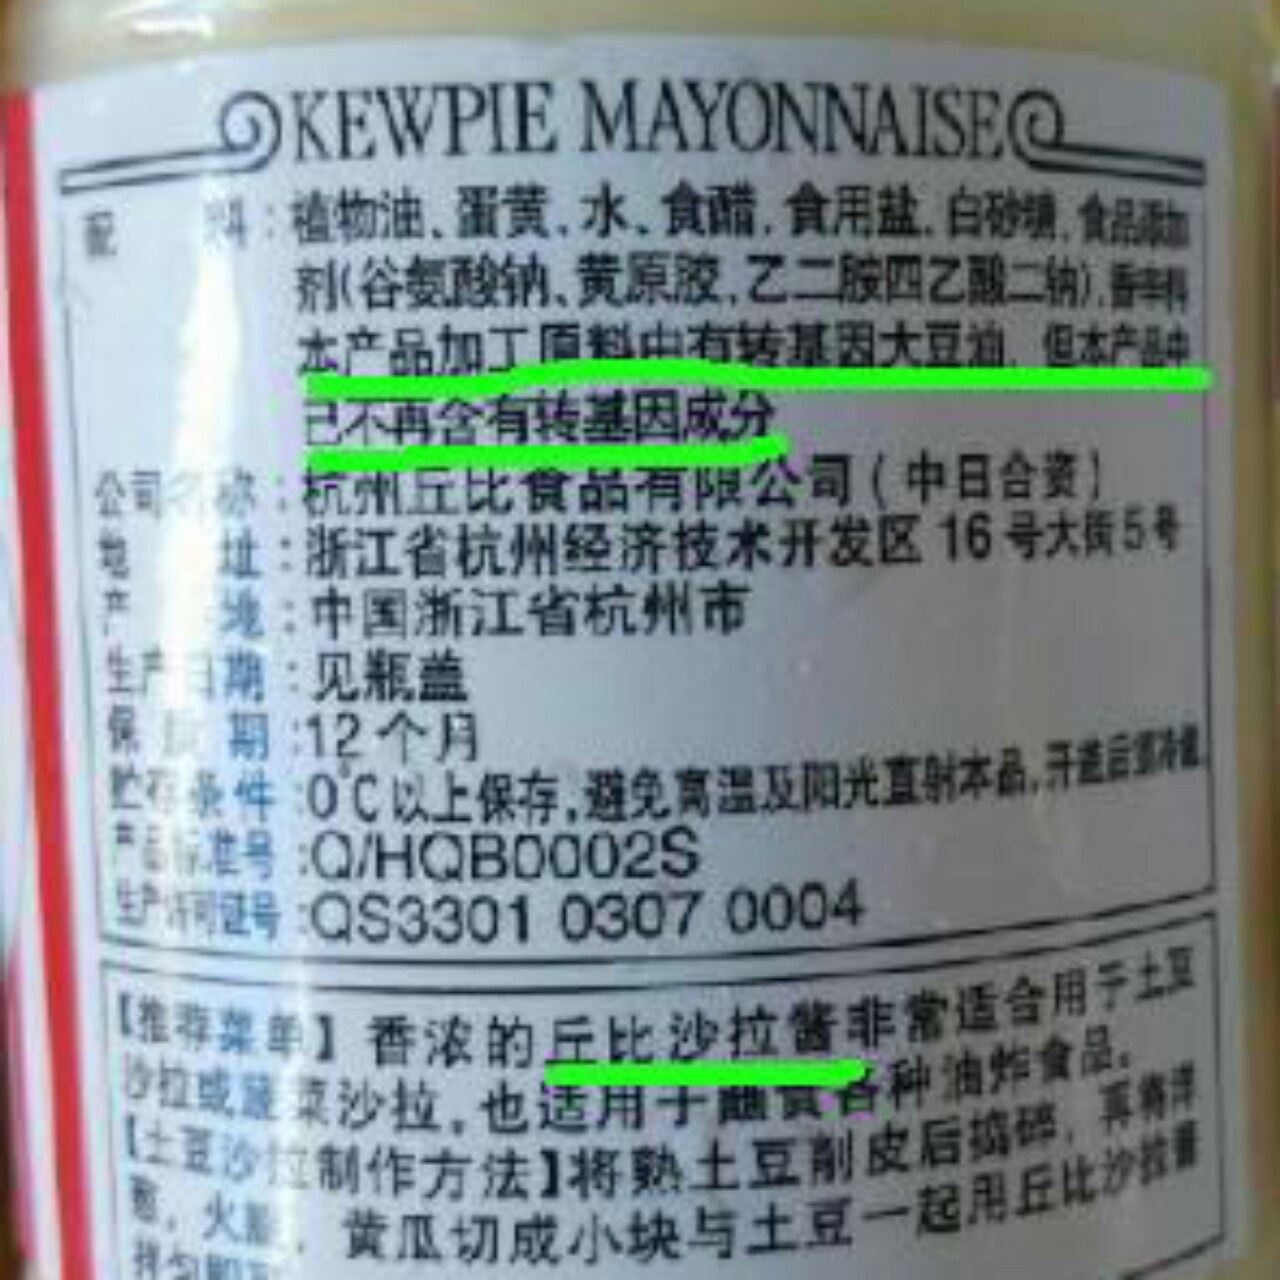 KEWPIE MAYONNAISE
配 料:植物油、蛋黄、水、食醋、食用盐、白砂糖、食品添加
剂(谷氨酸钠、黄原胶、乙二胺四乙酸二钠)、香辛料
本产品加工原料中有转基因大豆油，但本产品中
已不再含有转基因成分
公司名称:杭州丘比食品有限公司(中日合资)
地 址:浙江省杭州经济技术开发区16号大街5号
产 地:中国浙江省杭州市
生产日期:见瓶盖
保质期:12个月
贮存条件:0℃以上保存,避免高温及阳光直射本品,开盖后须冷藏
产品标准号:Q/HQB0002S
生产许可证号:QS3301 0307 0004
【推荐菜单】香浓的丘比沙拉酱非常适合用于土豆
沙拉或蔬菜沙拉,也适用于蘸食各种油炸食品。
【土豆沙拉制作方法】将熟土豆削皮后捣碎，再将洋
葱,火腿,黄瓜切成小块与土豆一起用丘比沙拉酱
拌匀即